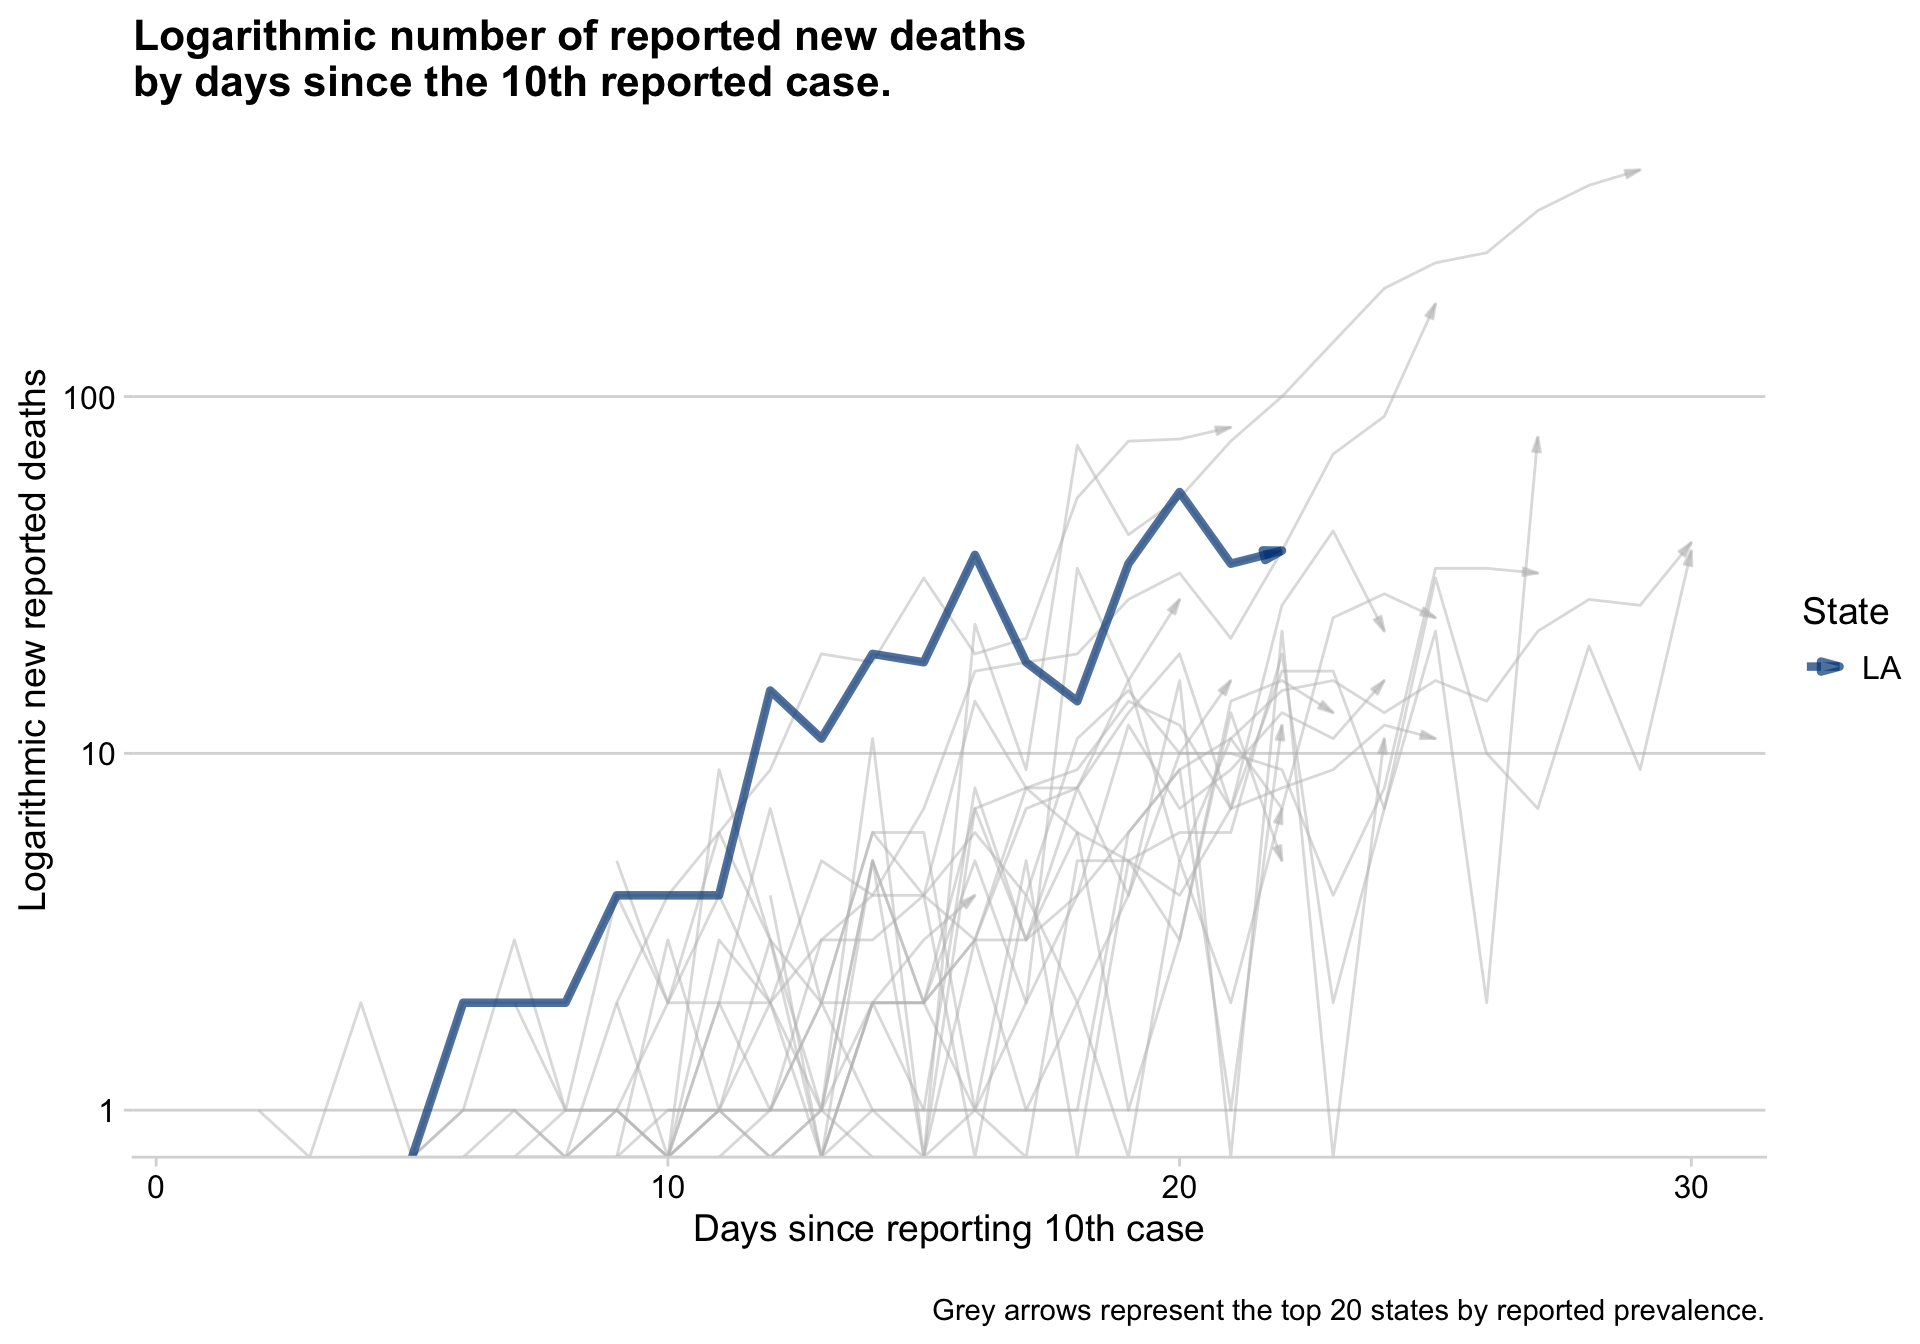 Logarithmic number of reported new deaths
by days since the 10th reported case.
Logarithmic new reported deaths
100
10
1
0
10
20
30
Days since reporting 10th case
State
LA
Grey arrows represent the top 20 states by reported prevalence.